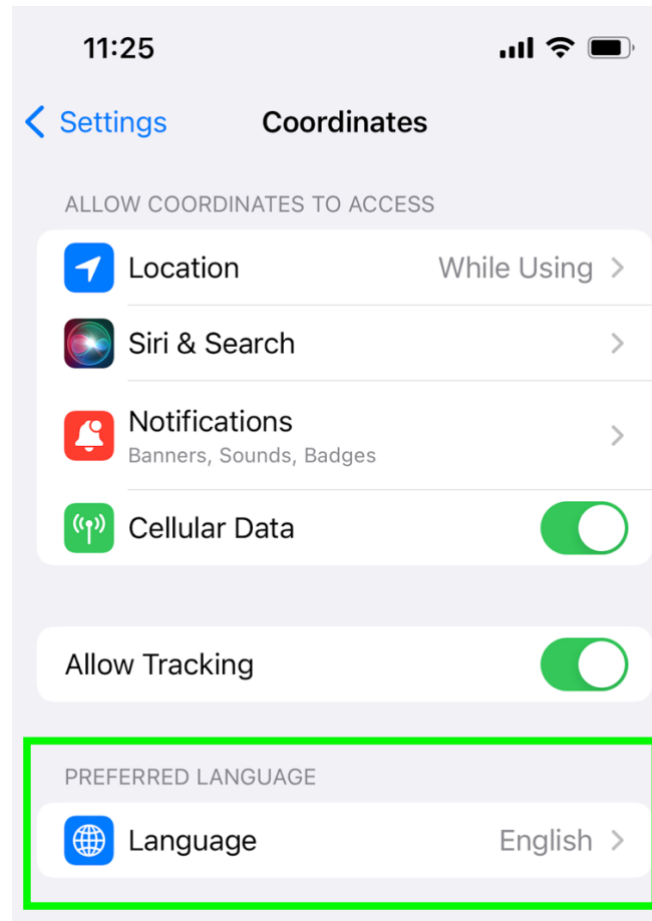 11:25
Settings
Coordinates
ALLOW COORDINATES TO ACCESS
Location While Using
Siri & Search
Notifications
Banners, Sounds, Badges
Cellular Data
Allow Tracking
PREFERRED LANGUAGE
Language English